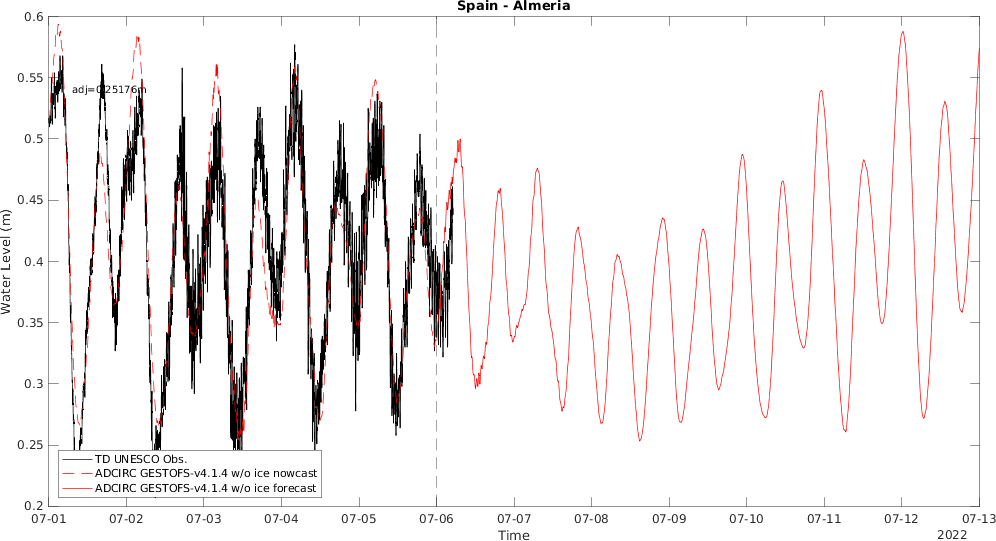 Spain - Almeria
0.6
0.55
0.5
0.45
0.4
0.35
0.3
0.25
0.2
Water Level (m)
adj=0.25176m
TD UNESCO Obs.
ADCIRC GESTOFS-v4.1.4 w/o ice nowcast
ADCIRC GESTOFS-v4.1.4 w/o ice forecast
07-01 07-02 07-03 07-04 07-05 07-06 07-07 07-08 07-09 07-10 07-11 07-12 07-13
Time
2022